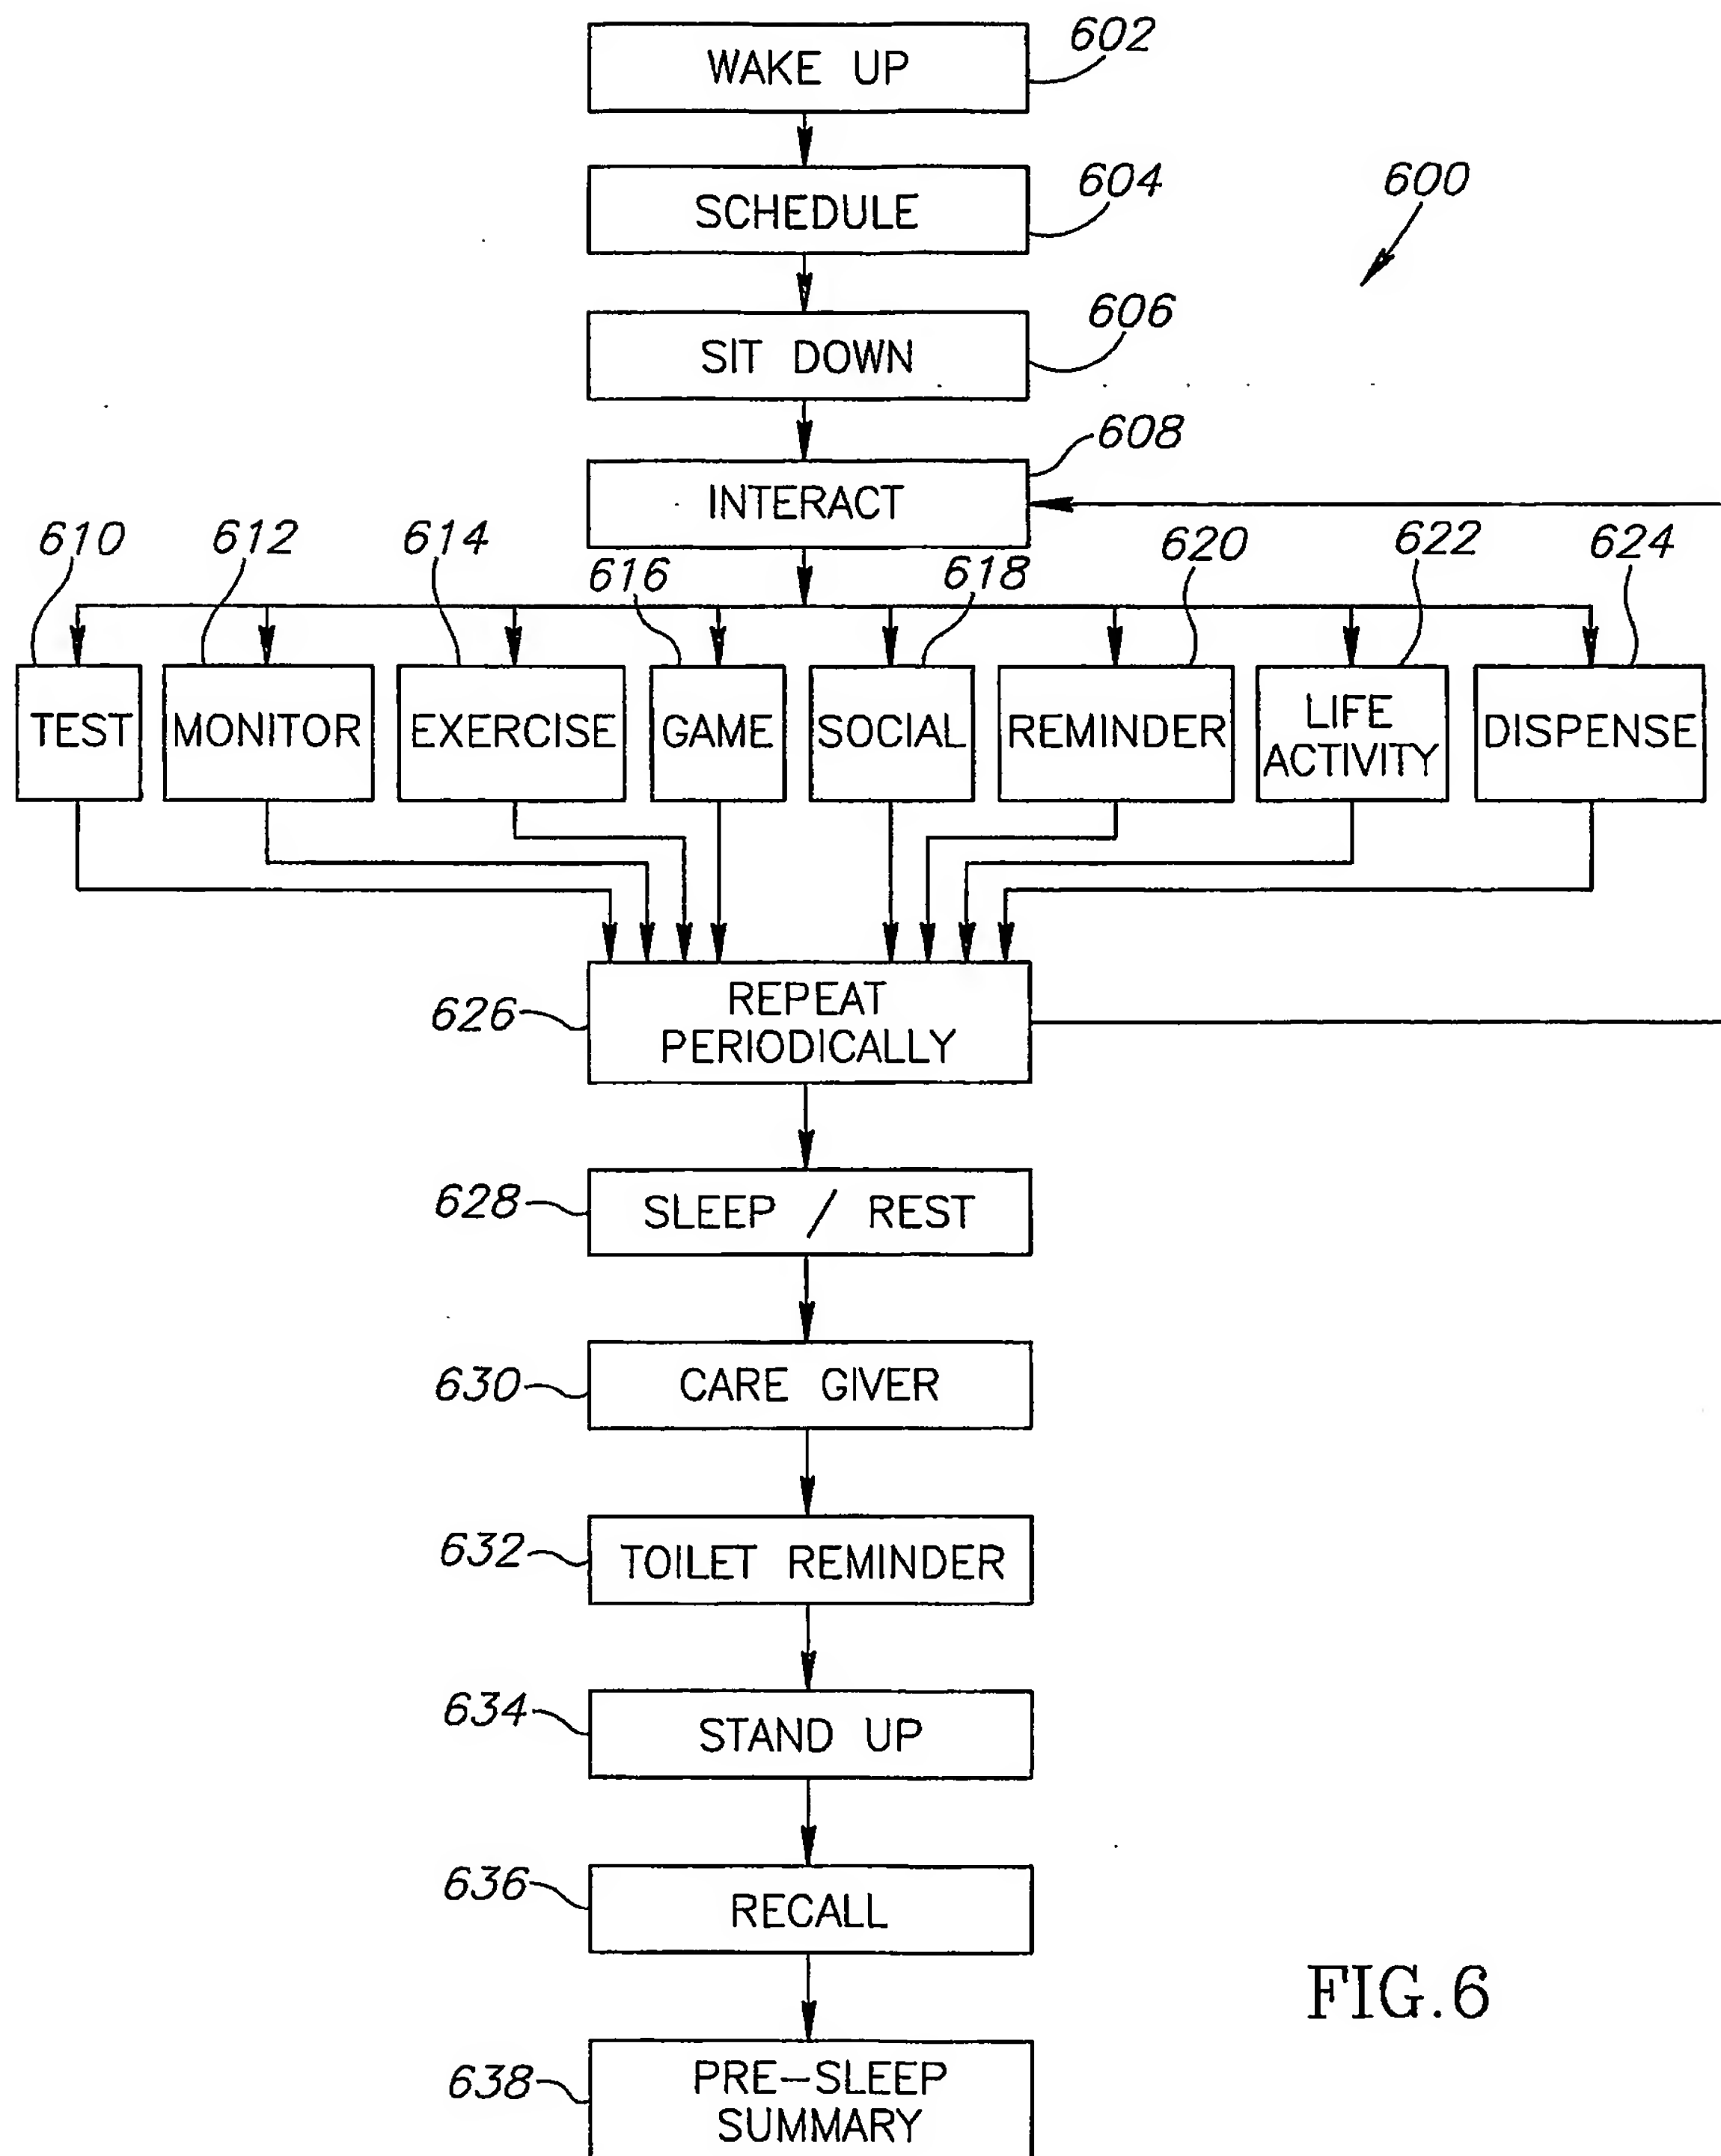 602
WAKE UP
604
600
SCHEDULE
606
SIT DOWN
608
INTERACT
610
612
614
616
618
620
622
624
TEST
MONITOR
EXERCISE
GAME
SOCIAL
REMINDER
LIFE
ACTIVITY
DISPENSE
626
REPEAT
PERIODICALLY
628
SLEEP / REST
630
CARE GIVER
632
TOILET REMINDER
634
STAND UP
636
RECALL
638
PRE-SLEEP
SUMMARY
FIG.6